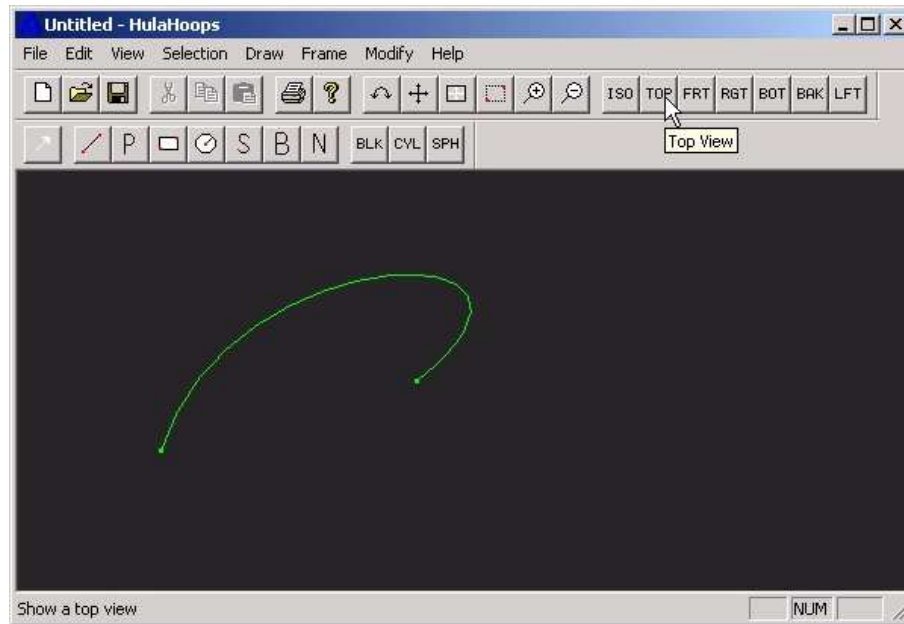 Untitled - HulaHoops
File Edit View Selection Draw Frame Modify Help
ISO TOP FRT RGT BOT BAK LFT
P S B N BLK CYL SPH
Top View
Show a top view NUM